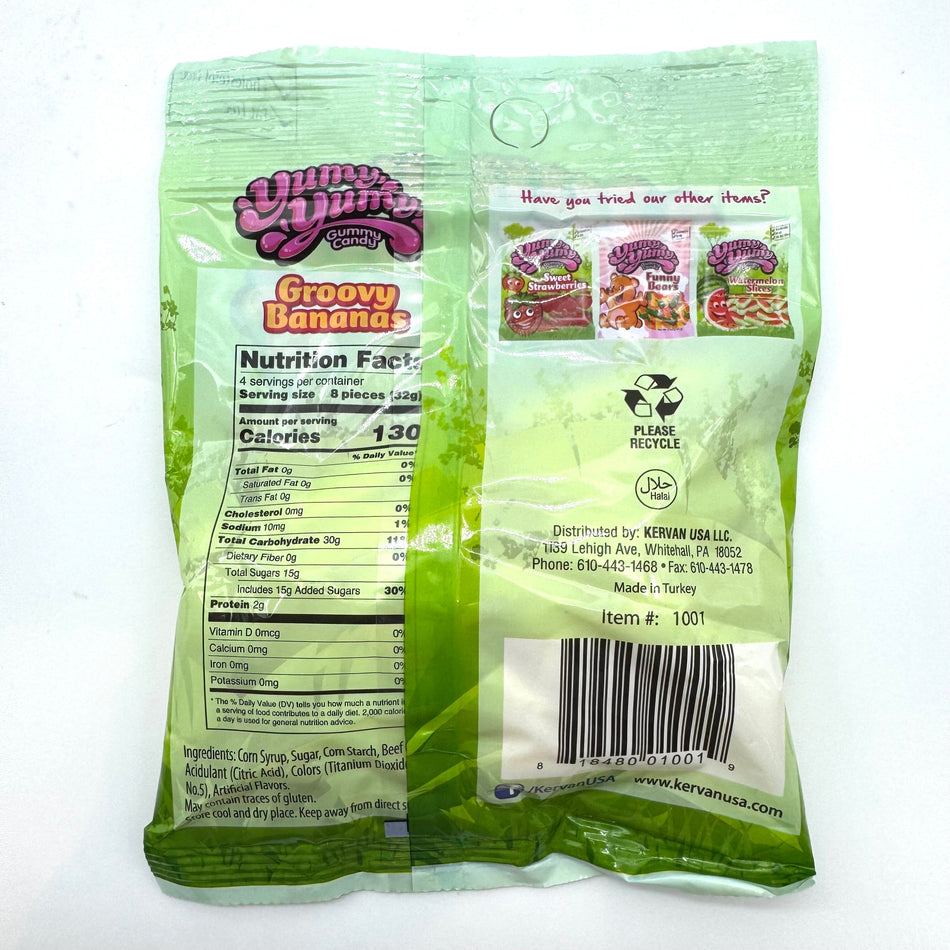 Yumy Yumy
Gummy
Candy
Groovy
Bananas
Nutrition Facts
4 servings per container
Serving size 8 pieces (32g)
Amount per serving
Calories 130
% Daily Value*
Total Fat 0g 0%
Saturated Fat 0g 0%
Trans Fat 0g
Cholesterol 0mg 0%
Sodium 10mg 1%
Total Carbohydrate 30g 11%
Dietary Fiber 0g 0%
Total Sugars 15g
Includes 15g Added Sugars 30%
Protein 2g
Vitamin D 0mcg 0%
Calcium 0mg 0%
Iron 0mg 0%
Potassium 0mg 0%
* The % Daily Value (DV) tells you how much a nutrient in
a serving of food contributes to a daily diet. 2,000 calorie
a day is used for general nutrition advice.
Ingredients: Corn Syrup, Sugar, Corn Starch, Beef
Acidulant (Citric Acid), Colors (Titanium Dioxide
No.5), Artificial Flavors.
May contain traces of gluten.
Store cool and dry place. Keep away from direct
Have you tried our other items?
Yumy Yumy
Sweet
Strawberries
Yumy Yumy
Funny
Bears
Yumy Yumy
Watermelon
Slices
PLEASE
RECYCLE
حلال
Halal
Distributed by: KERVAN USA LLC.
1139 Lehigh Ave, Whitehall, PA 18052
Phone: 610-443-1468 • Fax: 610-443-1478
Made in Turkey
Item #: 1001
8 18480 01001 9
f /KervanUSA www.kervanusa.com